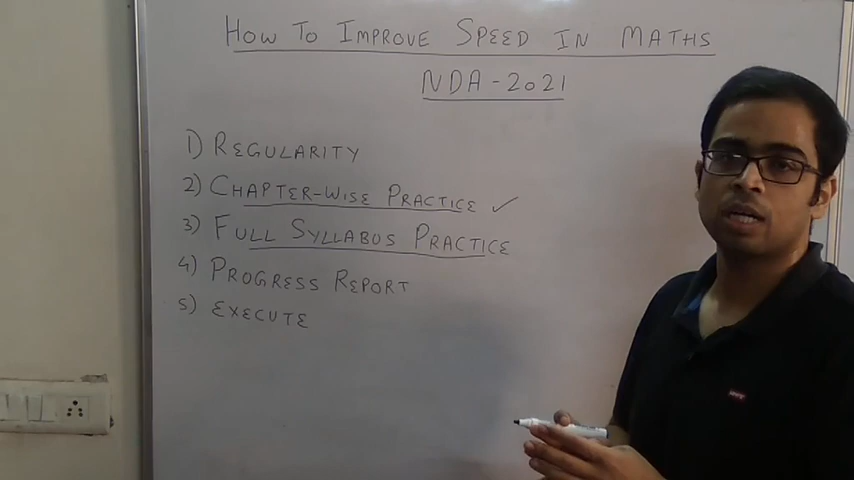 How To Improve Speed In Maths
NDA - 2021
1) Regularity
2) Chapter-Wise Practice ✓
3) Full Syllabus Practice
4) Progress Report
5) Execute